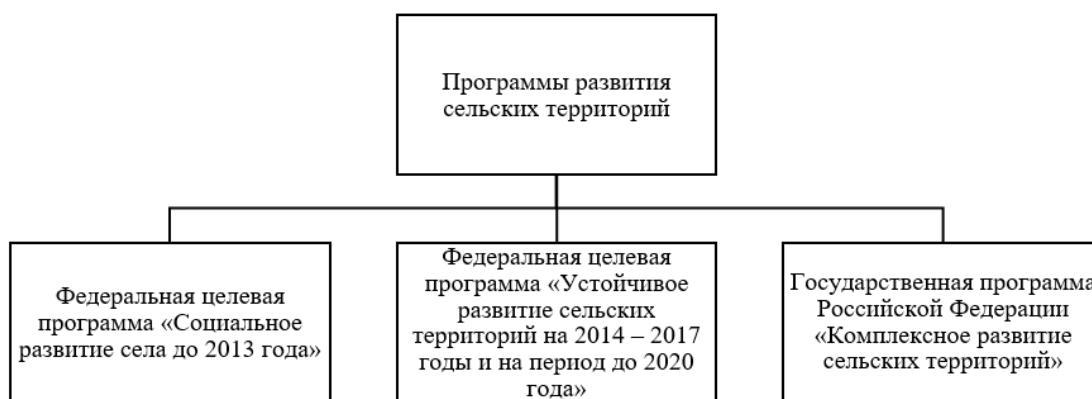 Программы развития
сельских территорий
Федеральная целевая
программа «Социальное
развитие села до 2013 года»
Федеральная целевая
программа «Устойчивое
развитие сельских
территорий на 2014 – 2017
годы и на период до 2020
года»
Государственная программа
Российской Федерации
«Комплексное развитие
сельских территорий»